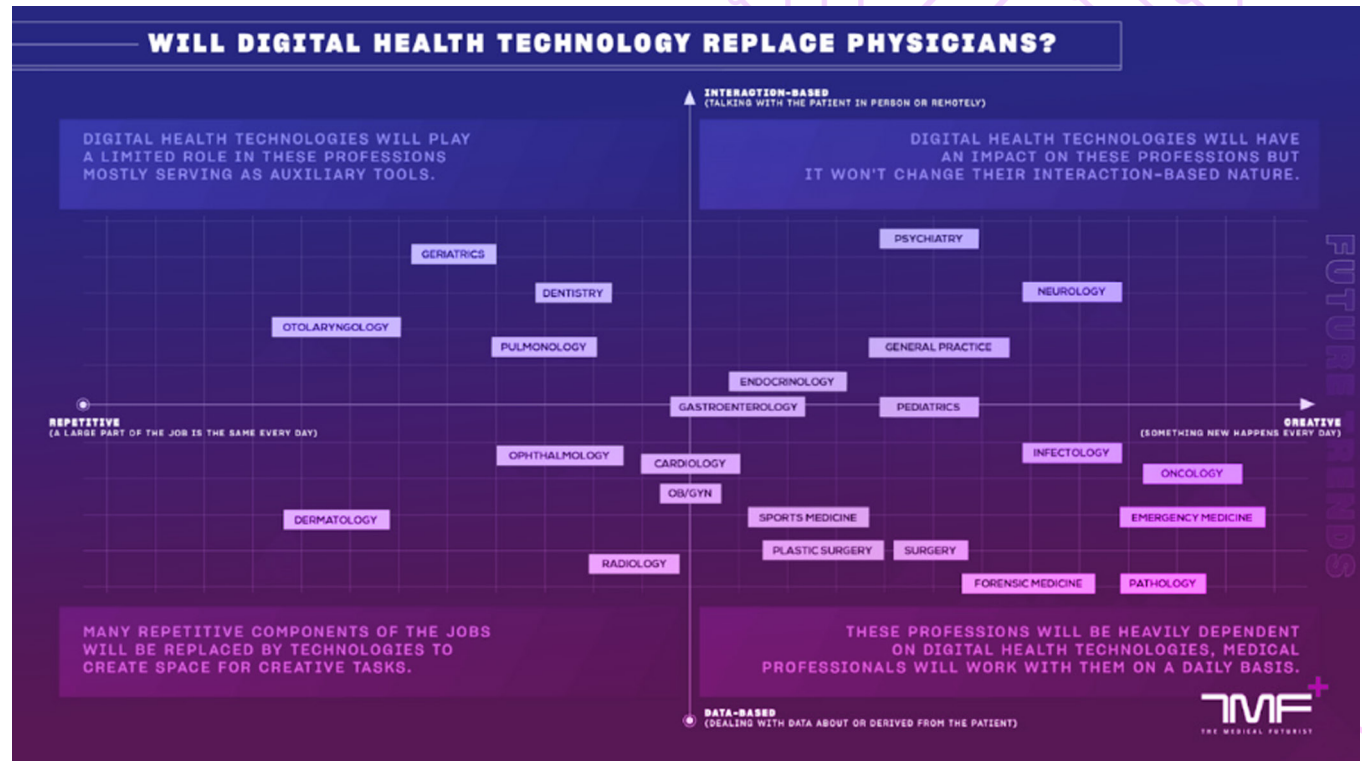 WILL DIGITAL HEALTH TECHNOLOGY REPLACE PHYSICIANS?
INTERACTION-BASED
(TALKING WITH THE PATIENT IN PERSON OR REMOTELY)
DIGITAL HEALTH TECHNOLOGIES WILL PLAY
A LIMITED ROLE IN THESE PROFESSIONS
MOSTLY SERVING AS AUXILIARY TOOLS.
DIGITAL HEALTH TECHNOLOGIES WILL HAVE
AN IMPACT ON THESE PROFESSIONS BUT
IT WON'T CHANGE THEIR INTERACTION-BASED NATURE.
PSYCHIATRY
GERIATRICS
DENTISTRY
NEUROLOGY
OTOLARYNGOLOGY
PULMONOLOGY
GENERAL PRACTICE
ENDOCRINOLOGY
GASTROENTEROLOGY
PEDIATRICS
REPETITIVE
(A LARGE PART OF THE JOB IS THE SAME EVERY DAY)
CREATIVE
(SOMETHING NEW HAPPENS EVERY DAY)
OPHTHALMOLOGY
CARDIOLOGY
INFECTOLOGY
ONCOLOGY
OB/GYN
DERMATOLOGY
SPORTS MEDICINE
EMERGENCY MEDICINE
PLASTIC SURGERY
SURGERY
RADIOLOGY
FORENSIC MEDICINE
PATHOLOGY
FUTURE TRENDS
MANY REPETITIVE COMPONENTS OF THE JOBS
WILL BE REPLACED BY TECHNOLOGIES TO
CREATE SPACE FOR CREATIVE TASKS.
THESE PROFESSIONS WILL BE HEAVILY DEPENDENT
ON DIGITAL HEALTH TECHNOLOGIES, MEDICAL
PROFESSIONALS WILL WORK WITH THEM ON A DAILY BASIS.
DATA-BASED
(DEALING WITH DATA ABOUT OR DERIVED FROM THE PATIENT)
TMF+
THE MEDICAL FUTURIST